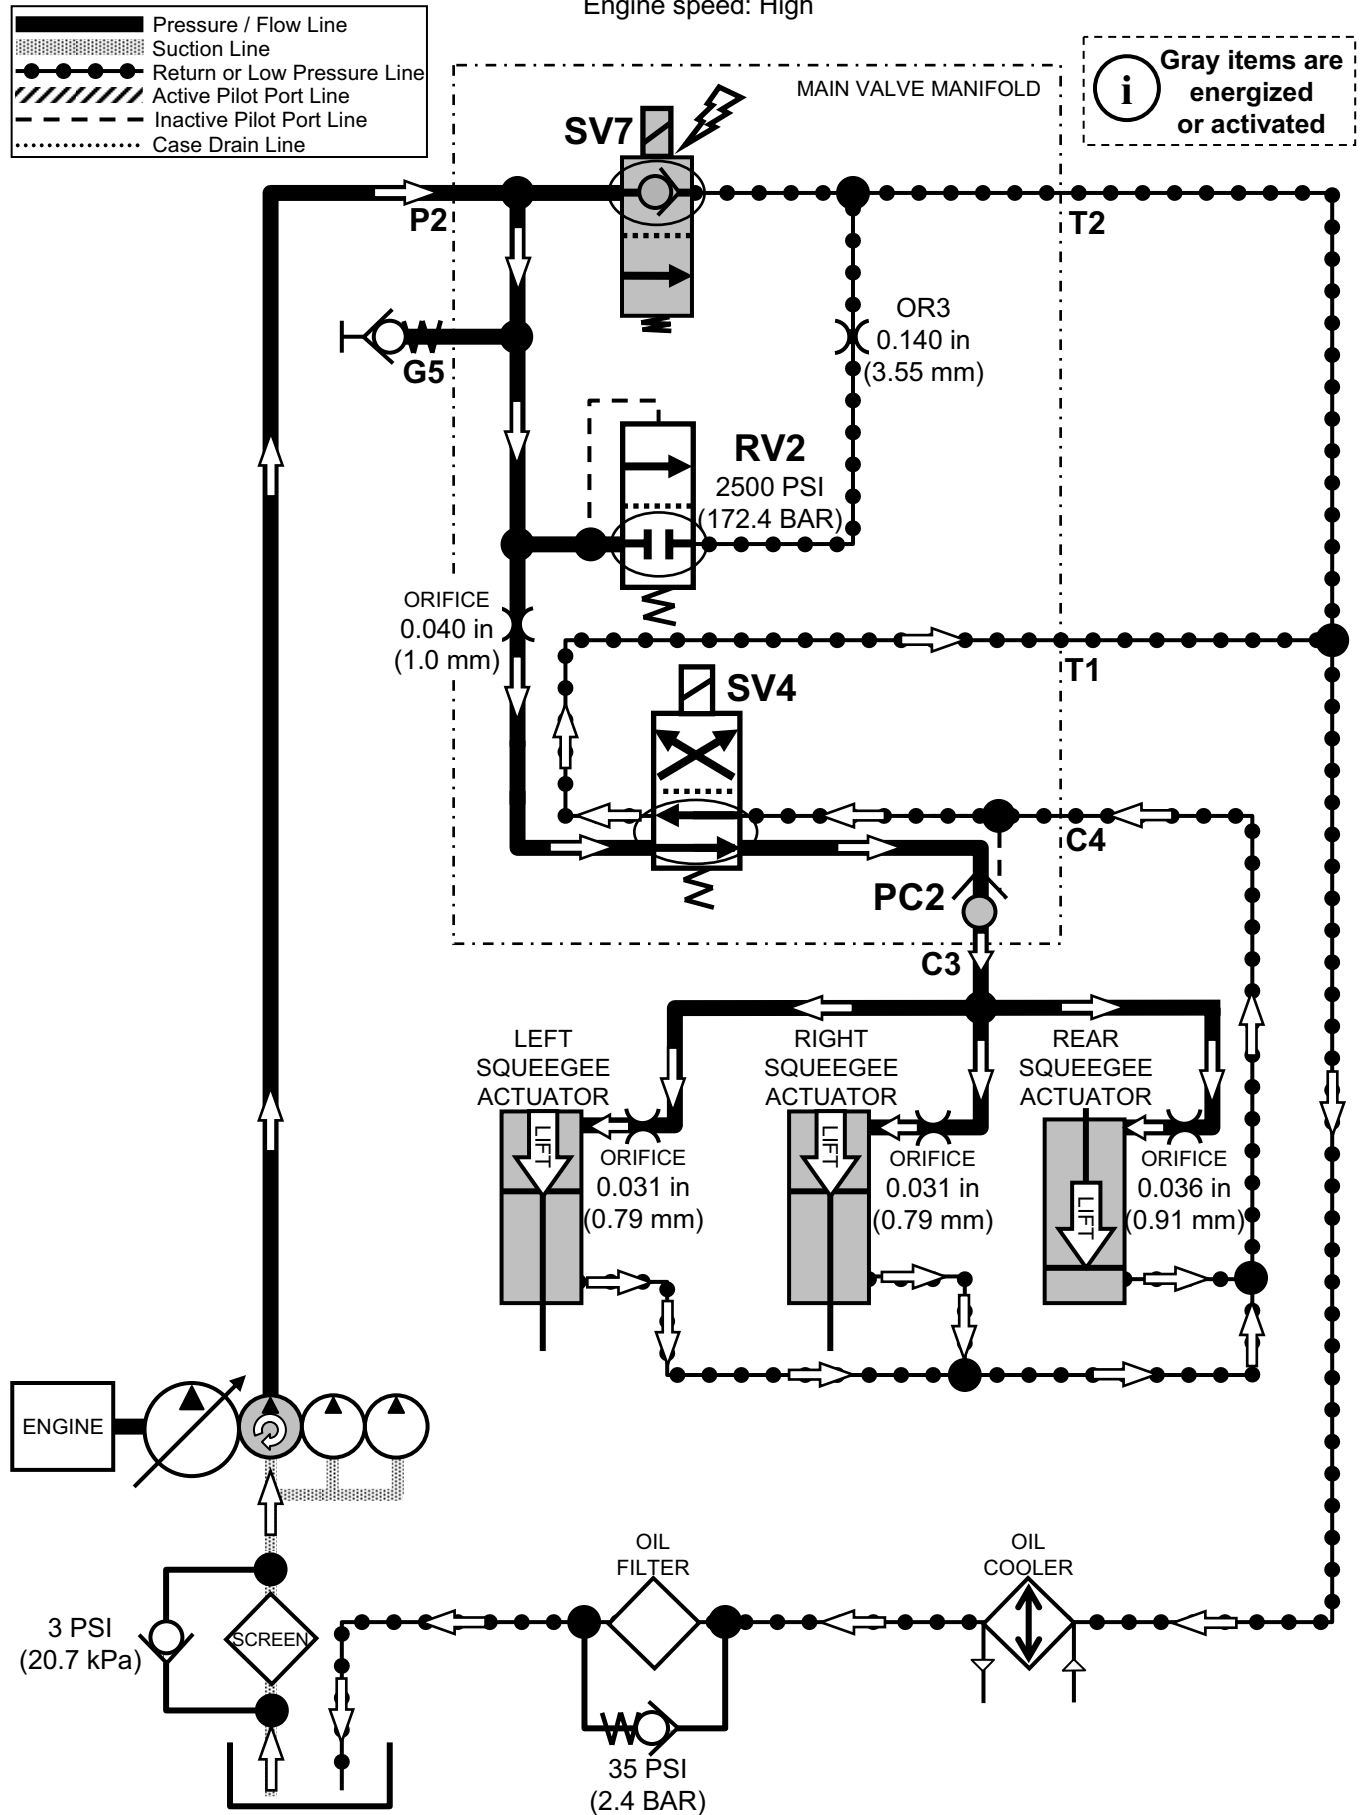 Engine speed: High
Pressure / Flow Line
Suction Line
Return or Low Pressure Line
Active Pilot Port Line
Inactive Pilot Port Line
Case Drain Line
MAIN VALVE MANIFOLD
i
Gray items are
energized
or activated
SV7
P2
T2
G5
OR3
0.140 in
(3.55 mm)
RV2
2500 PSI
(172.4 BAR)
ORIFICE
0.040 in
(1.0 mm)
T1
SV4
C4
PC2
C3
LEFT
SQUEEGEE
ACTUATOR
RIGHT
SQUEEGEE
ACTUATOR
REAR
SQUEEGEE
ACTUATOR
LIFT
ORIFICE
0.031 in
(0.79 mm)
LIFT
ORIFICE
0.031 in
(0.79 mm)
LIFT
ORIFICE
0.036 in
(0.91 mm)
ENGINE
OIL
FILTER
OIL
COOLER
3 PSI
(20.7 kPa)
SCREEN
35 PSI
(2.4 BAR)